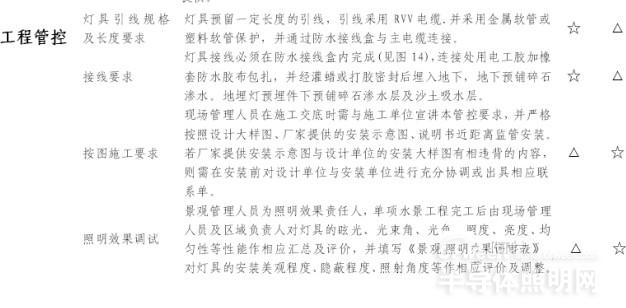 灯具引线规格 灯具预留一定长度的引线，引线采用 RVV 电缆.并采用金属软管或 ☆ △
工程管控 及长度要求 塑料软管保护，并通过防水接线盒与主电缆连接．
灯具接线必须在防水接线盒内完成(见图 14),连接处用电工胶加橡
接线要求 套防水胶布包扎，并经灌蜡或打胶密封后埋入地下，地下预铺碎石 ☆ △
渗水。地埋灯预埋件下预铺碎石渗水层及沙土吸水层．
现场管理人员在施工交底时需与施工单位宣讲本管控要求，并严格
按照设计大样图、厂家提供的安装示意图、说明书近距离监管安装．
按图施工要求 若厂家提供安装示意图与设计单位的安装大样图有相违背的内容， △ ☆
则需在安装前对设计单位与安装单位进行充分协调或出具相应联
系单．
景观管理人员为照明效果责任人，单项水景工程完工后由现场管理
照明效果调试 人员及区域负责人对灯具的眩光、光束角、光色 照度、亮度、均 △ ☆
匀性等性能作相应汇总及评价，并填写《景观照明效果调试表》
对灯具的安装美观程度、隐蔽程度、照射角度等作相应评价及调整．
半导体照明网